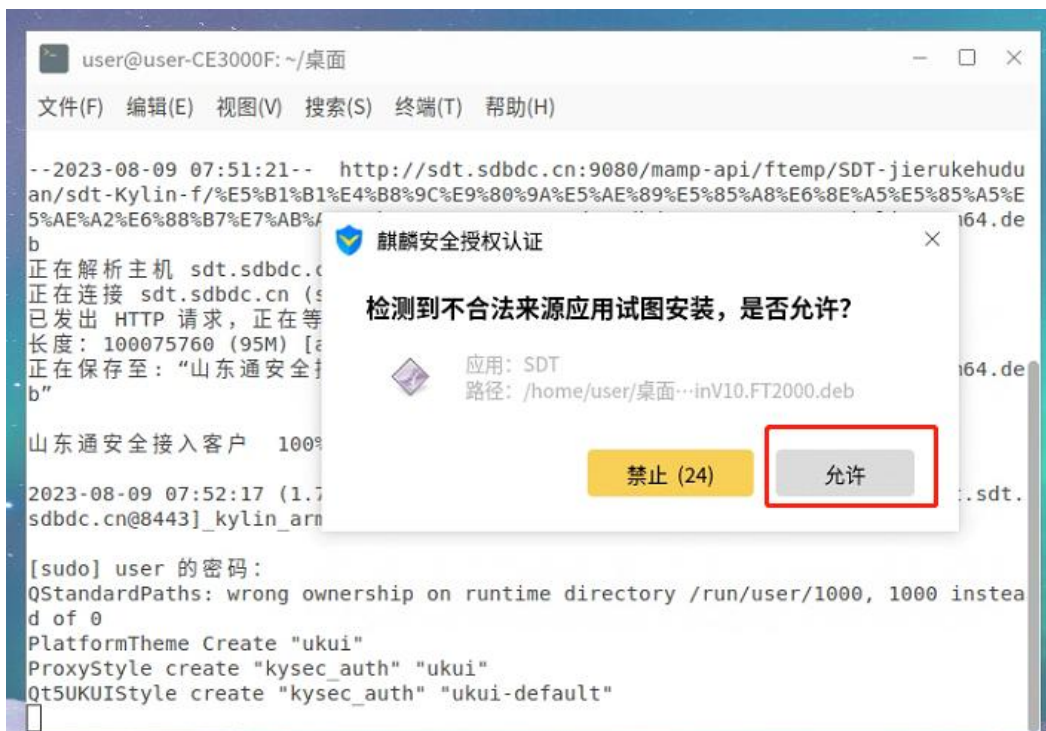 user@user-CE3000F: ~/桌面
文件(F) 编辑(E) 视图(V) 搜索(S) 终端(T) 帮助(H)
--2023-08-09 07:51:21-- http://sdt.sdbdc.cn:9080/mamp-api/ftemp/SDT-jierukehudu
an/sdt-Kylin-f/%E5%B1%B1%E4%B8%9C%E9%80%9A%E5%AE%89%E5%85%A8%E6%8E%A5%E5%85%A5%E
5%AE%A2%E6%88%B7%E7%AB%A
m64.de
b
正在解析主机 sdt.sdbdc.c
正在连接 sdt.sdbdc.cn (s
已发出 HTTP 请求，正在等
长度：100075760 (95M) [a
正在保存至: “山东通安全
m64.de
b”
山东通安全接入客户 100%
2023-08-09 07:52:17 (1.7
.sdt.
sdbdc.cn@8443]_kylin_arm
麒麟安全授权认证
检测到不合法来源应用试图安装，是否允许？
应用：SDT
路径：/home/user/桌面···inV10.FT2000.deb
禁止 (24)
允许
[sudo] user 的密码：
QStandardPaths: wrong ownership on runtime directory /run/user/1000, 1000 instea
d of 0
PlatformTheme Create "ukui"
ProxyStyle create "kysec_auth" "ukui"
Qt5UKUIStyle create "kysec_auth" "ukui-default"